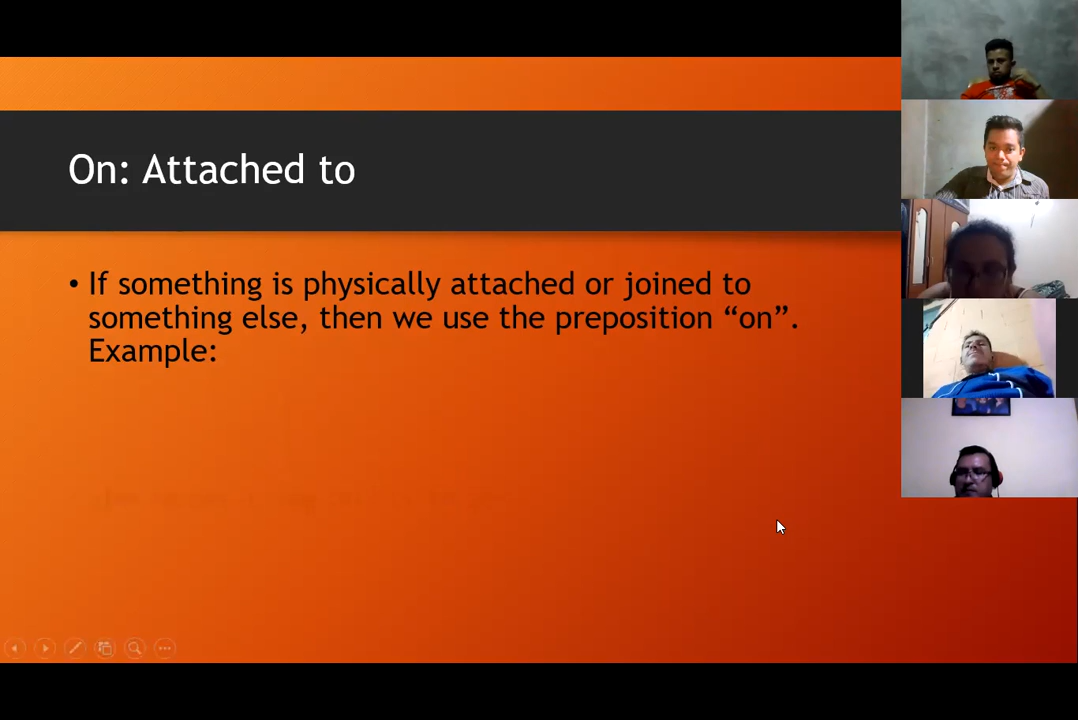 On: Attached to
• If something is physically attached or joined to
something else, then we use the preposition “on”.
Example: